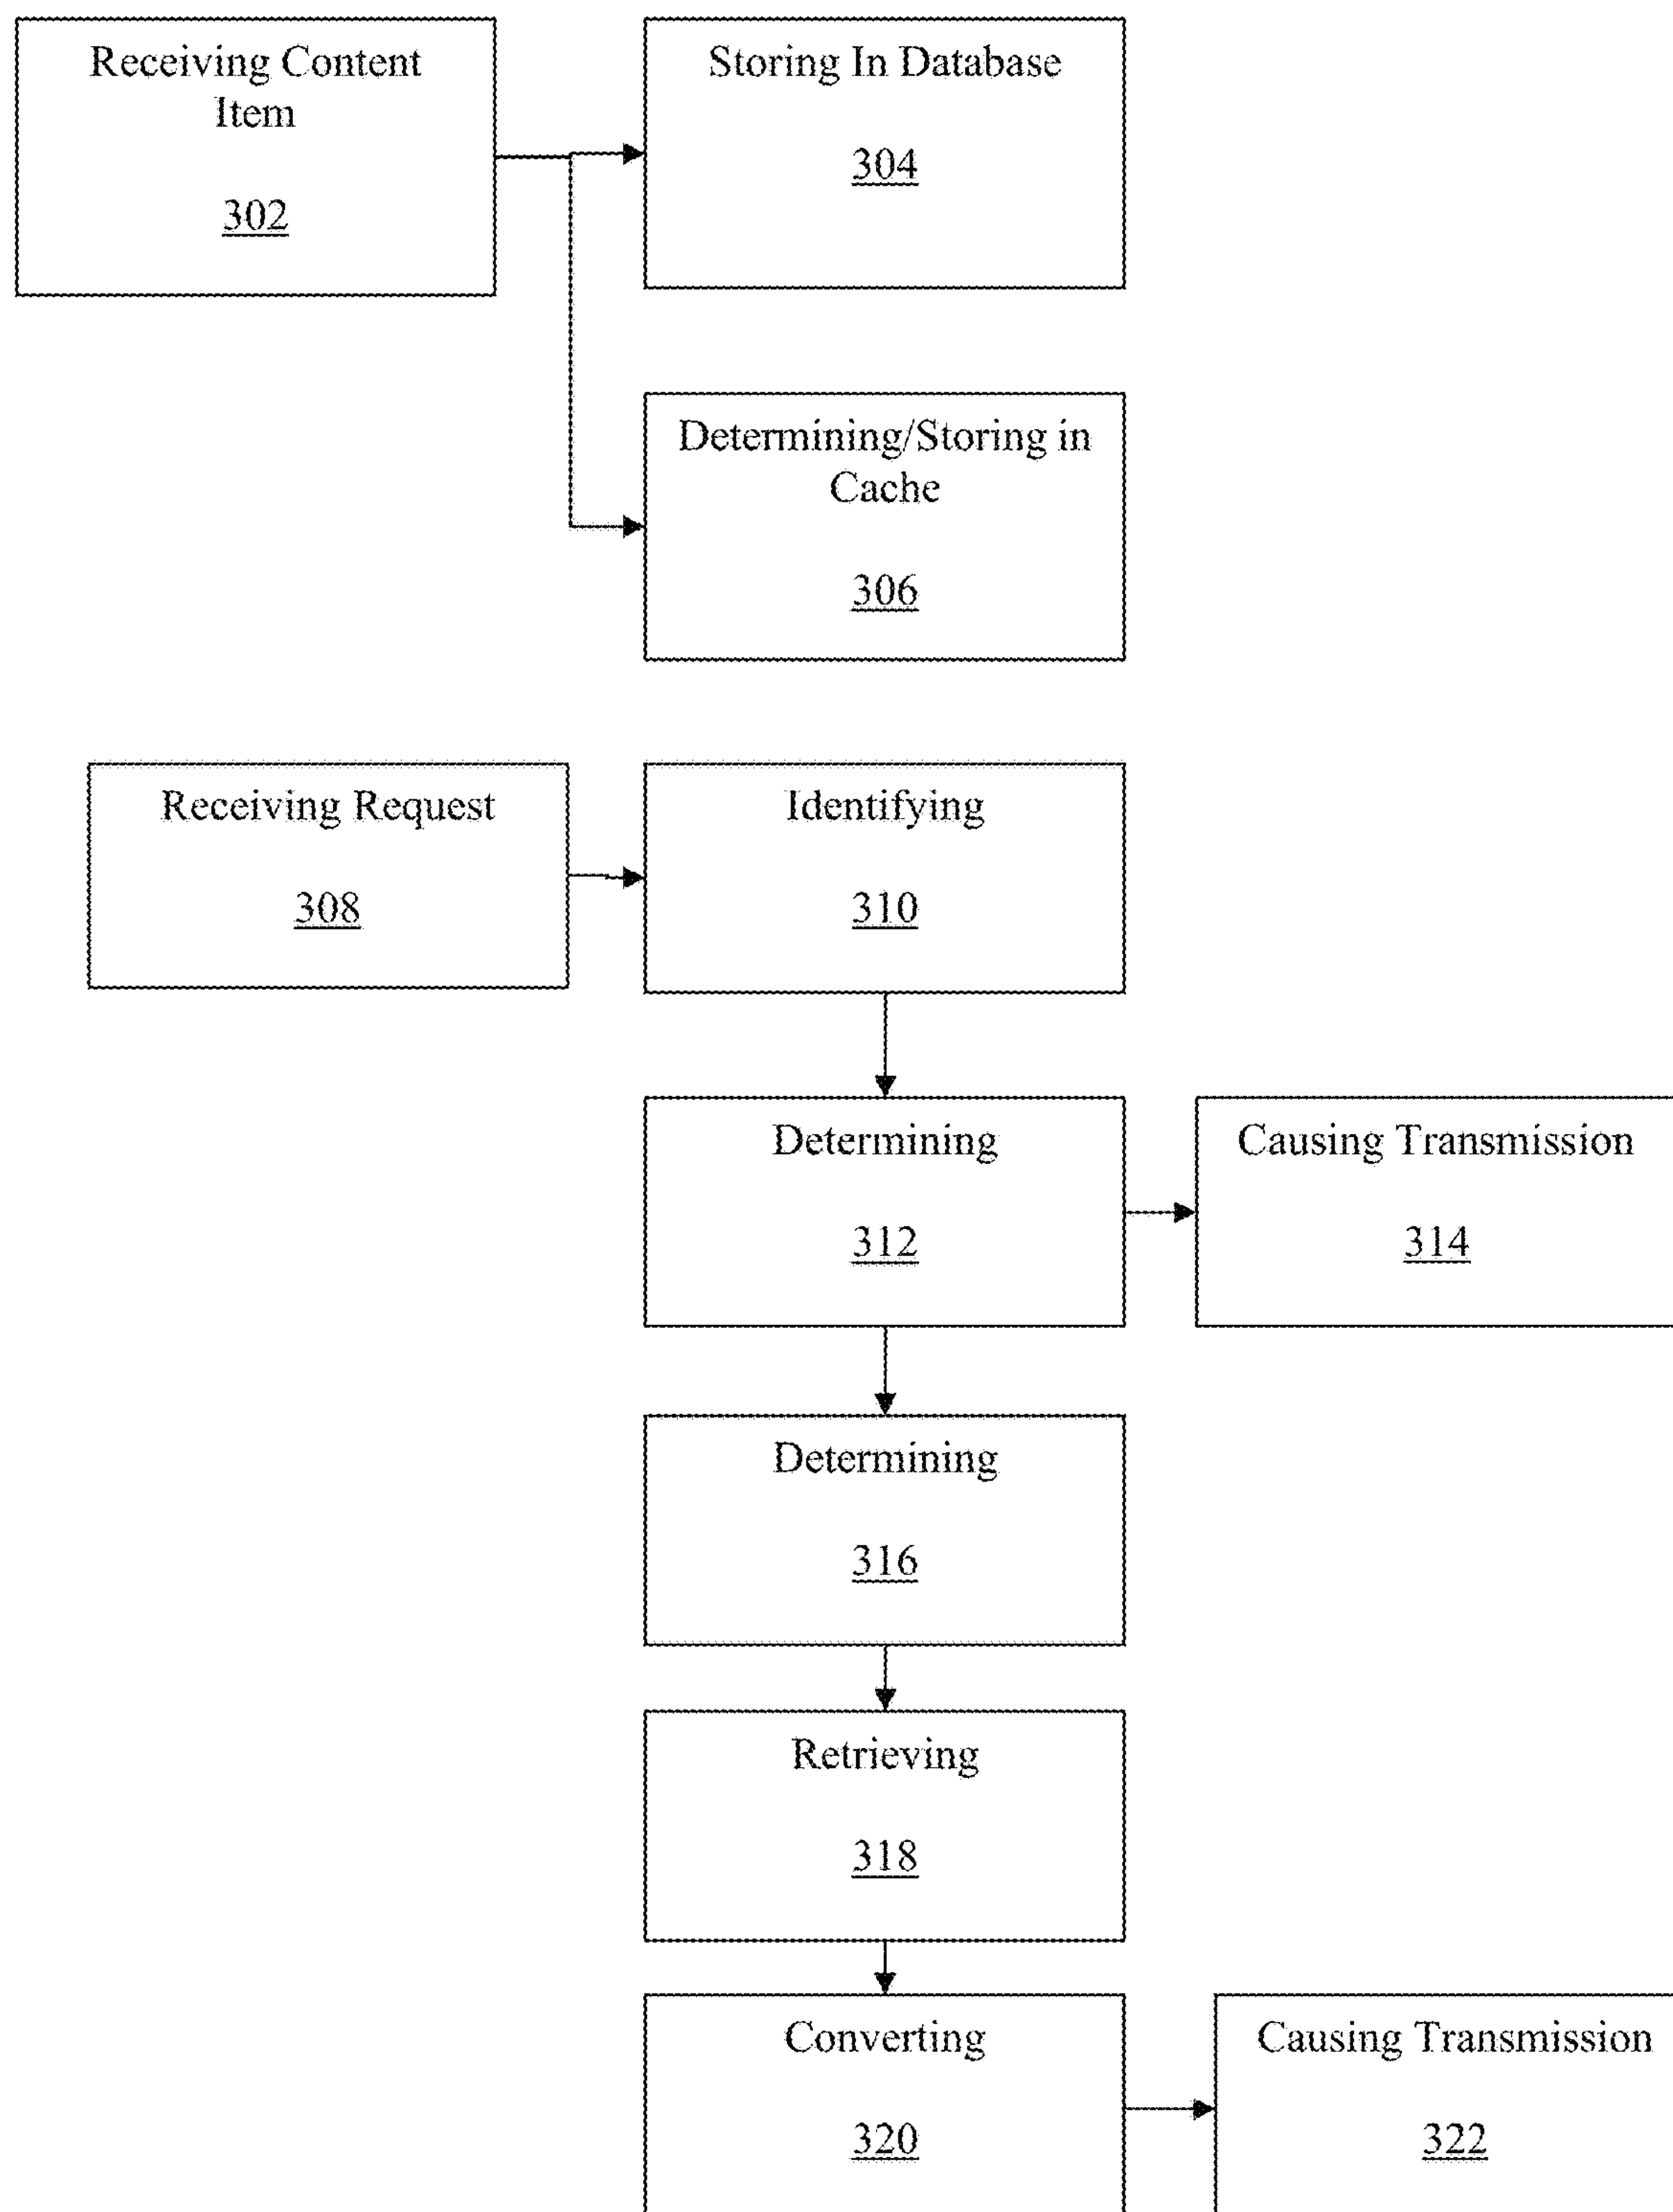 Receiving Content
Item
302
Storing In Database
304
Determining/Storing in
Cache
306
Receiving Request
308
Identifying
310
Determining
312
Causing Transmission
314
Determining
316
Retrieving
318
Converting
320
Causing Transmission
322